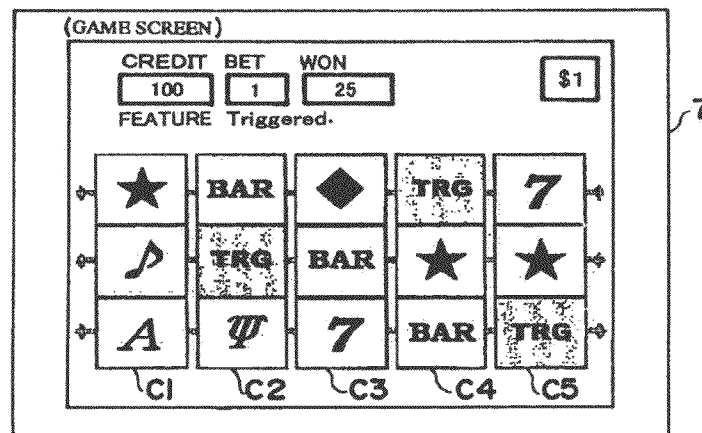 (GAME SCREEN)
CREDIT BET WON
100 1 25 $1
FEATURE Triggered.
BAR TRG 7
TRG BAR
A Ψ 7 BAR TRG
C1 C2 C3 C4 C5